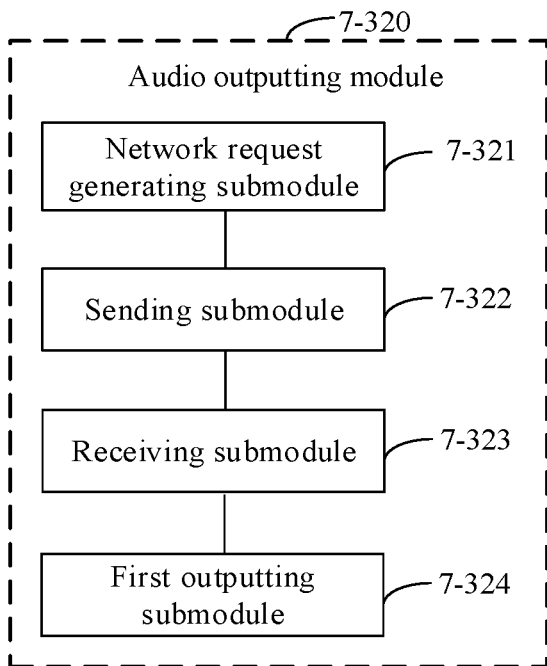 7-320
Audio outputting module
Network request
generating submodule
7-321
Sending submodule
7-322
Receiving submodule
7-323
First outputting
submodule
7-324